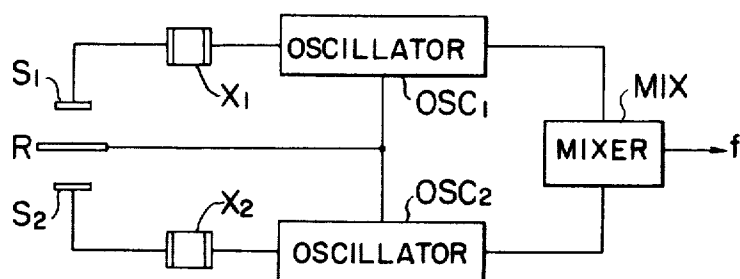 OSCILLATOR
S1
X1
OSC1
MIX
R
MIXER
f
S2
X2
OSC2
OSCILLATOR